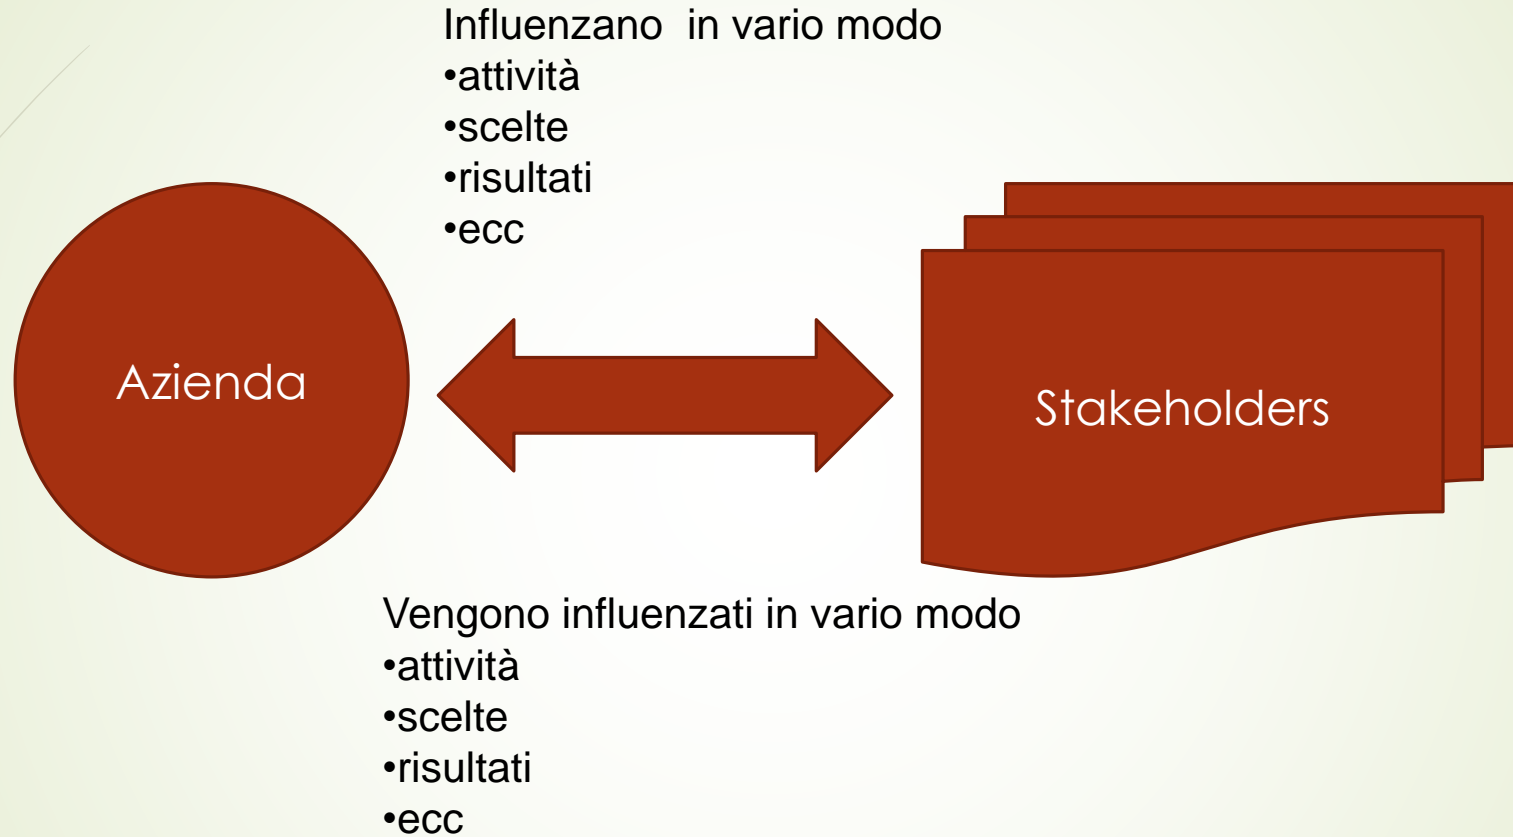 Influenzano  in vario modo
•attività
•scelte
•risultati
•ecc
Azienda
Stakeholders
Vengono influenzati in vario modo
•attività
•scelte
•risultati
•ecc